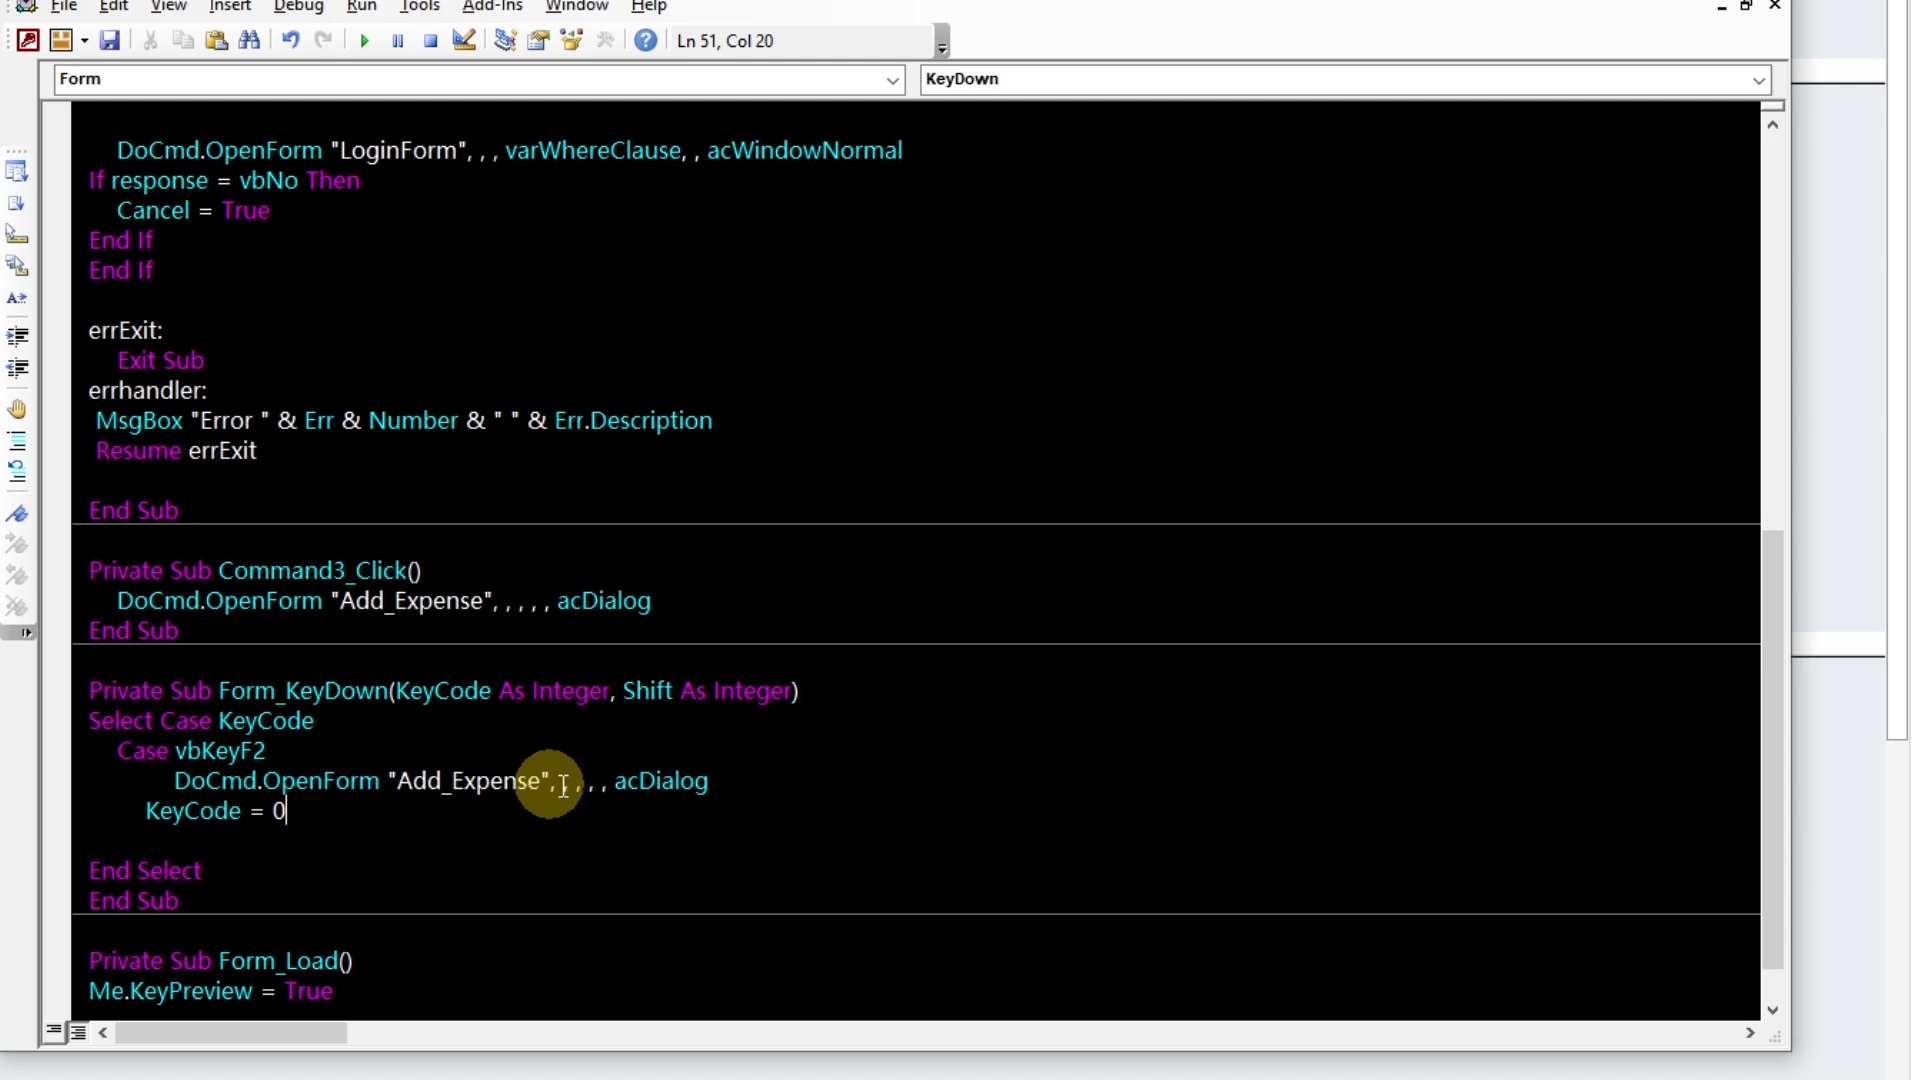 File Edit View Insert Debug Run Tools Add-Ins Window Help
Ln 51, Col 20
Form KeyDown
DoCmd.OpenForm "LoginForm", , , varWhereClause, , acWindowNormal
If response = vbNo Then
Cancel = True
End If
End If
errExit:
Exit Sub
errhandler:
MsgBox "Error " & Err & Number & " " & Err.Description
Resume errExit
End Sub
Private Sub Command3_Click()
DoCmd.OpenForm "Add_Expense", , , , , acDialog
End Sub
Private Sub Form_KeyDown(KeyCode As Integer, Shift As Integer)
Select Case KeyCode
Case vbKeyF2
DoCmd.OpenForm "Add_Expense", , , , , acDialog
KeyCode = 0
End Select
End Sub
Private Sub Form_Load()
Me.KeyPreview = True